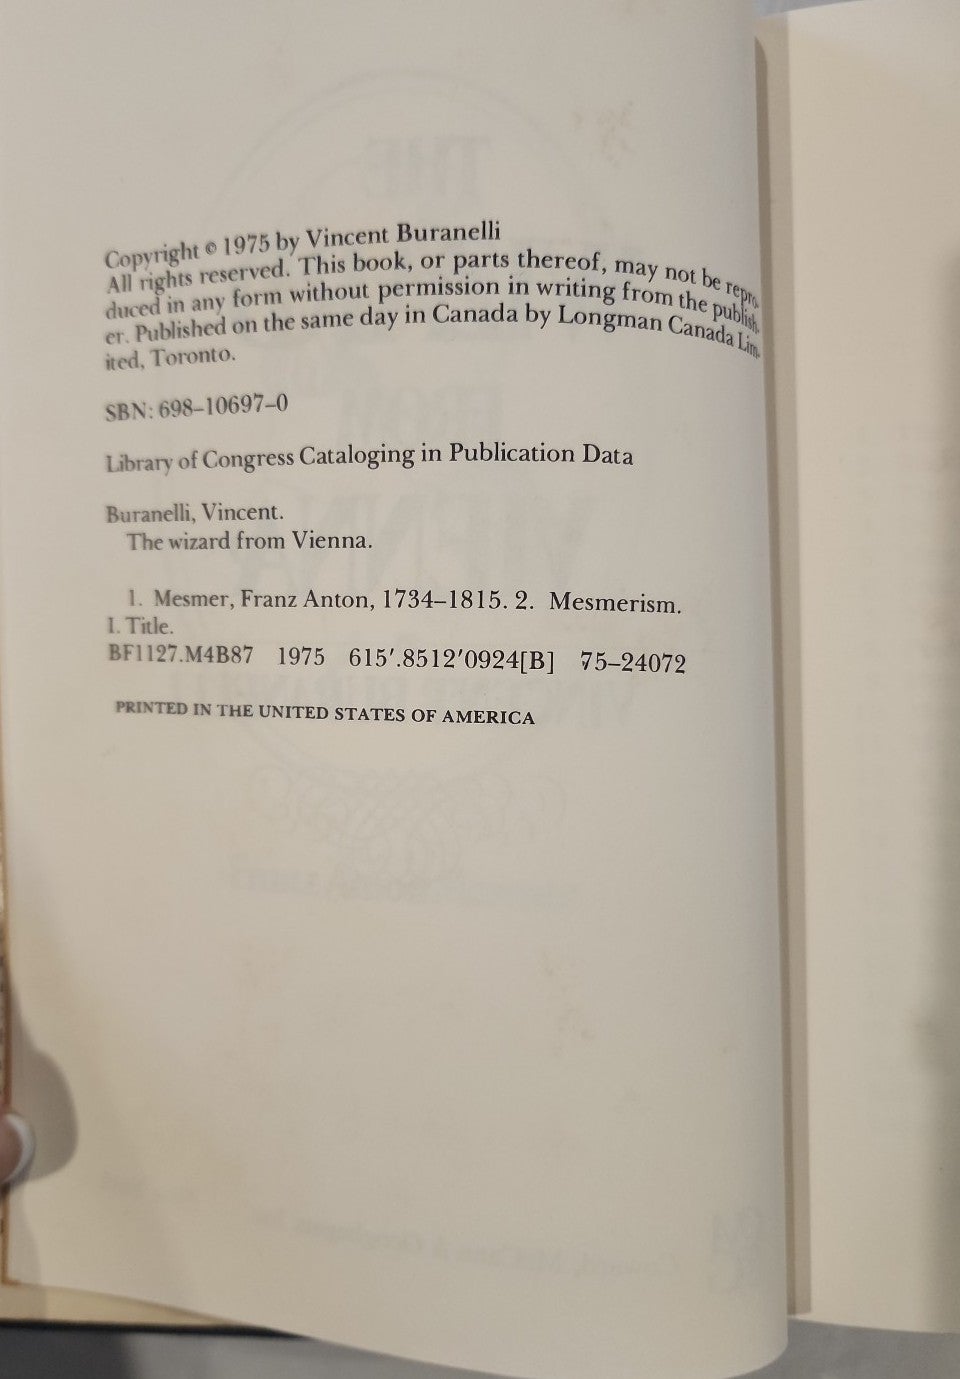 Copyright © 1975 by Vincent Buranelli
All rights reserved. This book, or parts thereof, may not be repro-
duced in any form without permission in writing from the publish-
er. Published on the same day in Canada by Longman Canada Lim-
ited, Toronto.
SBN: 698–10697–0
Library of Congress Cataloging in Publication Data
Buranelli, Vincent.
The wizard from Vienna.
1. Mesmer, Franz Anton, 1734–1815. 2. Mesmerism.
I. Title.
BF1127.M4B87 1975 615′.8512′0924[B] 75–24072
PRINTED IN THE UNITED STATES OF AMERICA